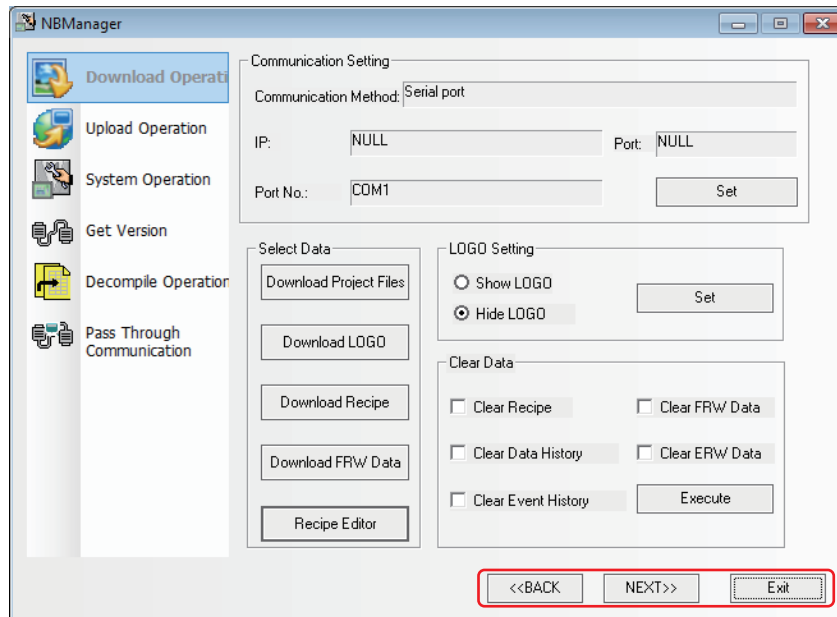 NBManager
Download Operati
Upload Operation
System Operation
Get Version
Decompile Operation
Pass Through
Communication
Communication Setting
Communication Method: Serial port
IP: NULL Port: NULL
Port No.: COM1 Set
Select Data
Download Project Files
Download LOGO
Download Recipe
Download FRW Data
Recipe Editor
LOGO Setting
Show LOGO
Hide LOGO
Set
Clear Data
Clear Recipe Clear FRW Data
Clear Data History Clear ERW Data
Clear Event History Execute
<<BACK NEXT>> Exit